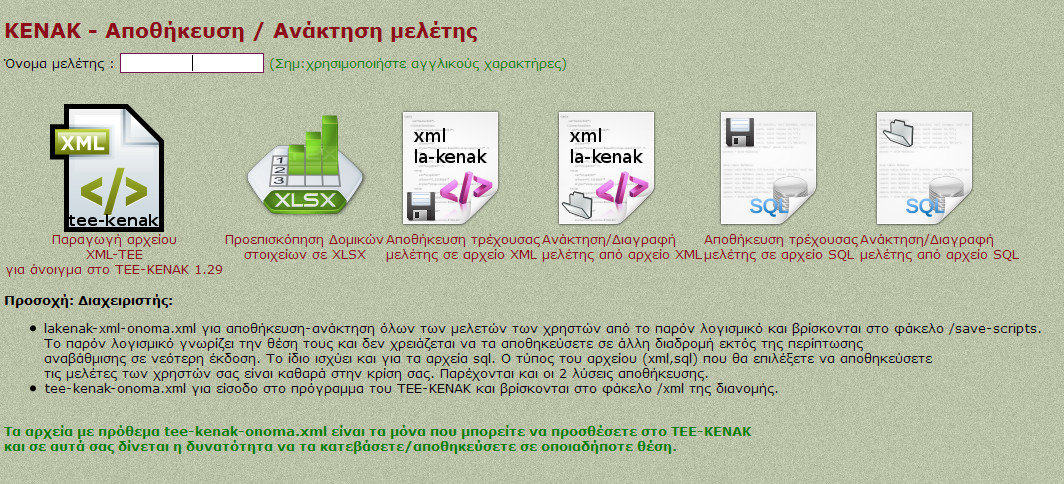 KENAK - Αποθήκευση / Ανάκτηση μελέτης
Όνομα μελέτης : (Σημ:χρησιμοποιήστε αγγλικούς χαρακτήρες)
XML
</>
tee-kenak
1
2
3
XLSX
xml
la-kenak
</>
xml
la-kenak
</>
SQL
SQL
Παραγωγή αρχείου
XML-TEE
για άνοιγμα στο TEE-KENAK 1.29
Προεπισκόπηση Δομικών
στοιχείων σε XLSX
Αποθήκευση τρέχουσας
μελέτης σε αρχείο XML
Ανάκτηση/Διαγραφή
μελέτης από αρχείο XML
Αποθήκευση τρέχουσας
μελέτης σε αρχείο SQL
Ανάκτηση/Διαγραφή
μελέτης από αρχείο SQL
Προσοχή: Διαχειριστής:
• lakenak-xml-onoma.xml για αποθήκευση-ανάκτηση όλων των μελετών των χρηστών από το παρόν λογισμικό και βρίσκονται στο φάκελο /save-scripts.
Το παρόν λογισμικό γνωρίζει την θέση τους και δεν χρειάζεται να τα αποθηκεύσετε σε άλλη διαδρομή εκτός της περίπτωσης
αναβάθμισης σε νεότερη έκδοση. Το ίδιο ισχύει και για τα αρχεία sql. Ο τύπος του αρχείου (xml,sql) που θα επιλέξετε να αποθηκεύσετε
τις μελέτες των χρηστών σας είναι καθαρά στην κρίση σας. Παρέχονται και οι 2 λύσεις αποθήκευσης.
• tee-kenak-onoma.xml για είσοδο στο πρόγραμμα του TEE-KENAK και βρίσκονται στο φάκελο /xml της διανομής.
Τα αρχεία με πρόθεμα tee-kenak-onoma.xml είναι τα μόνα που μπορείτε να προσθέσετε στο TEE-KENAK
και σε αυτά σας δίνεται η δυνατότητα να τα κατεβάσετε/αποθηκεύσετε σε οποιαδήποτε θέση.